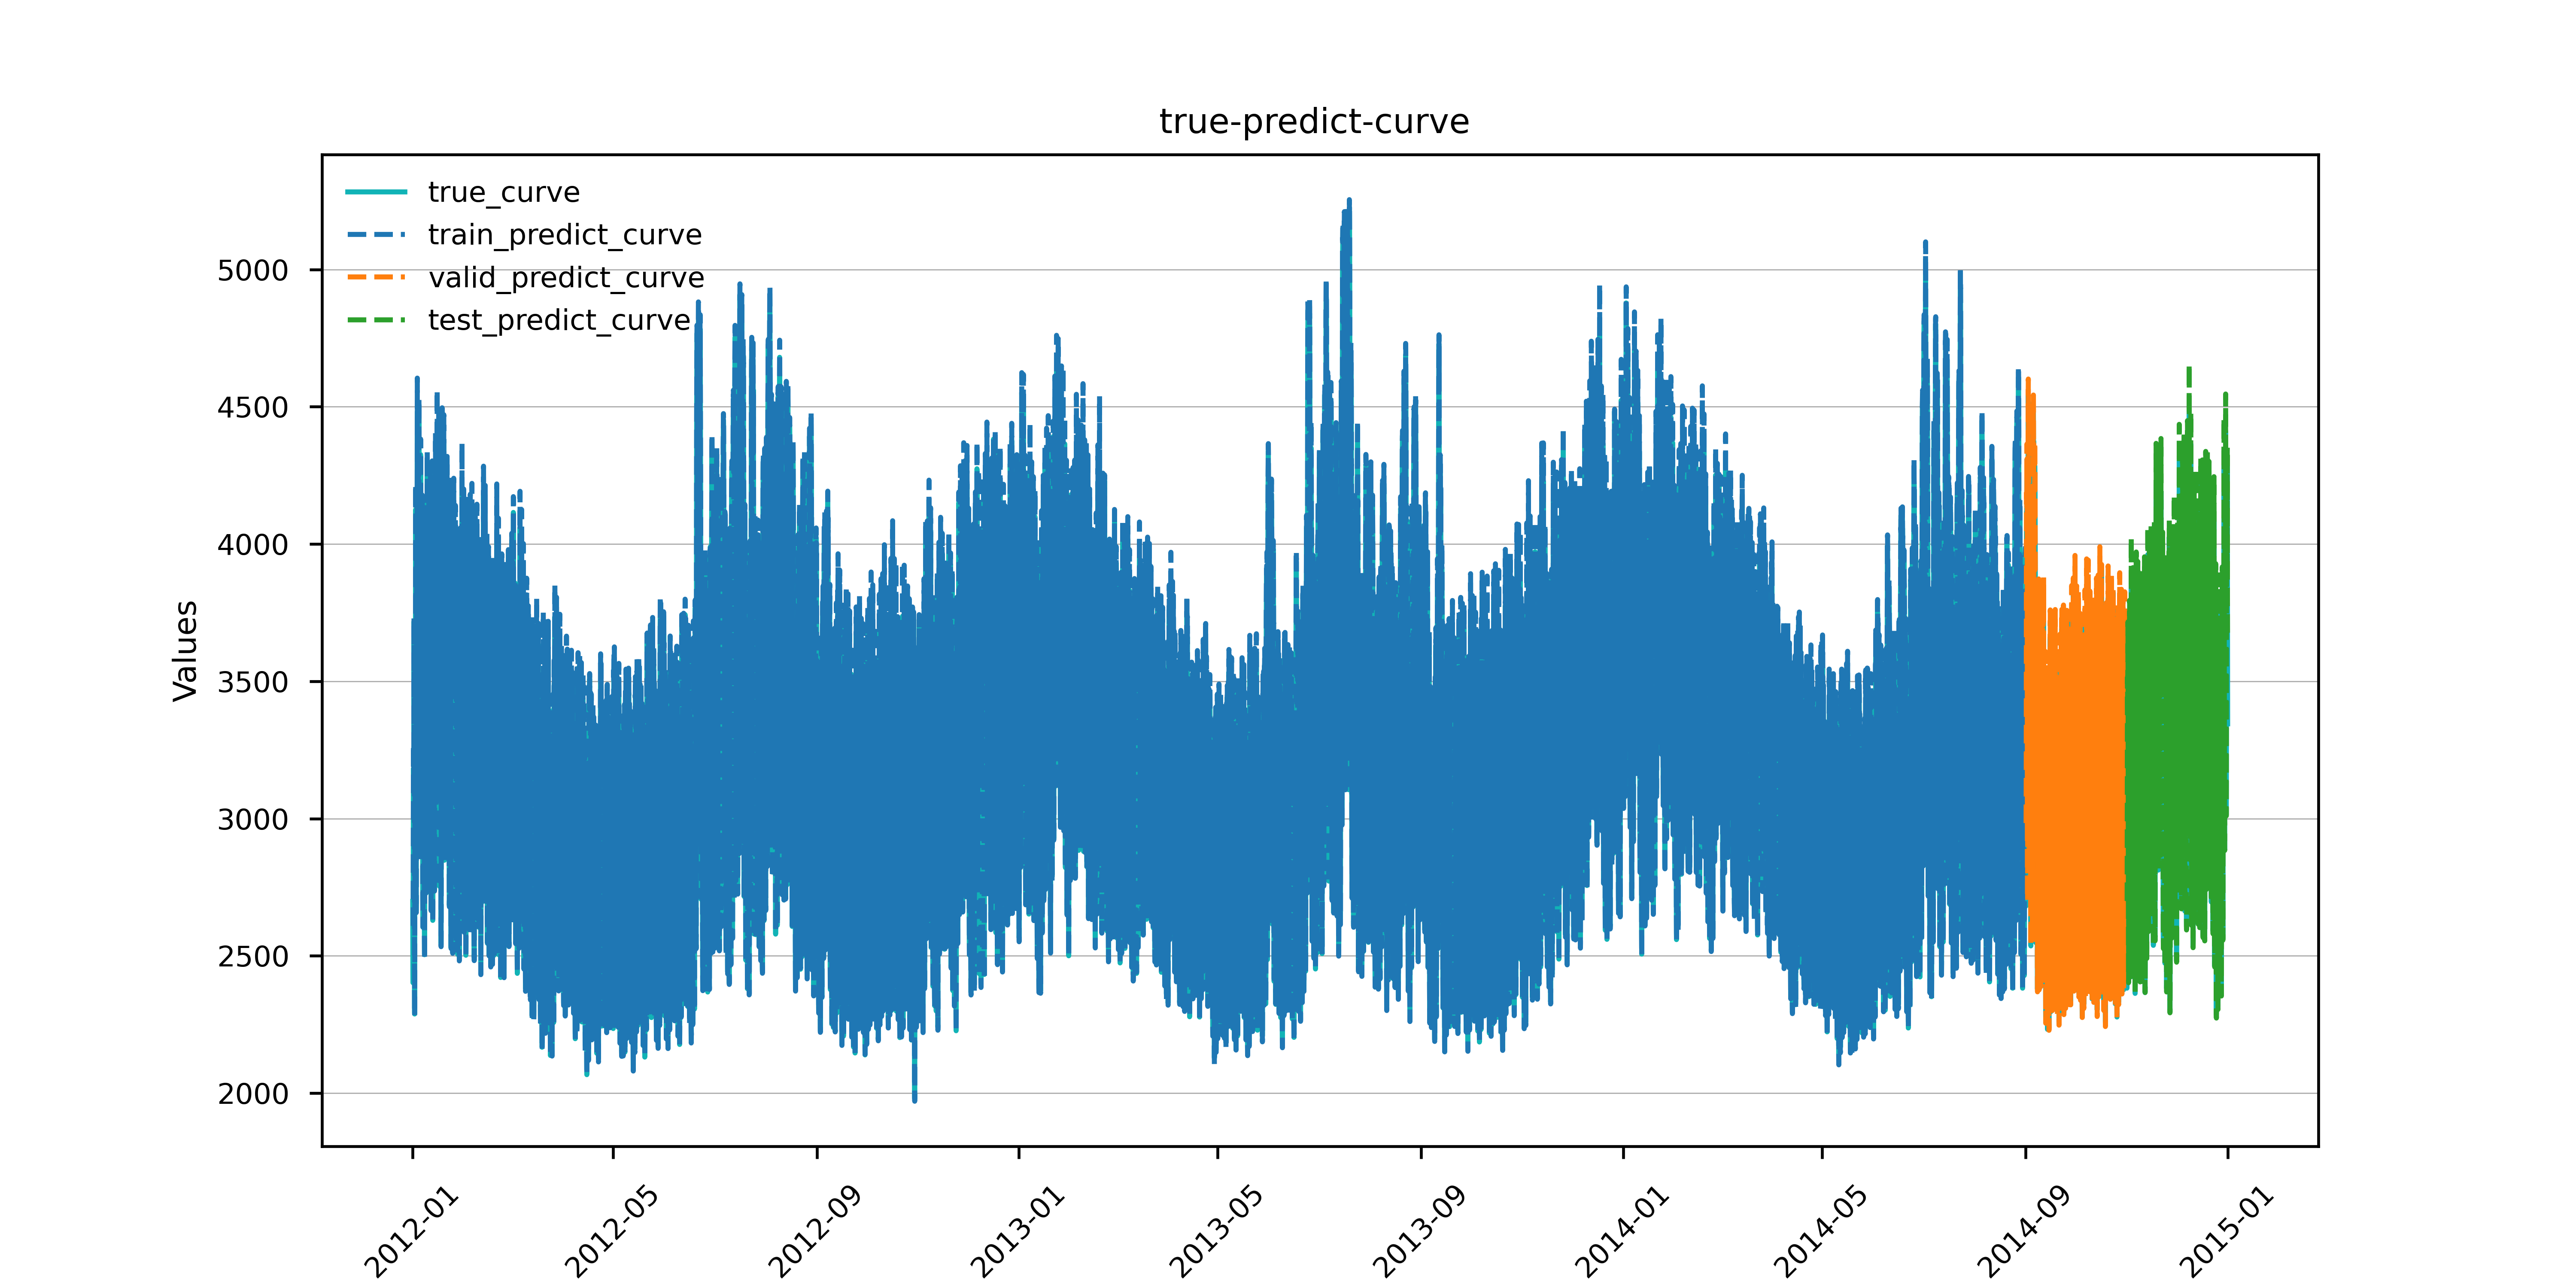 true-predict-curve
true_curve
train_predict_curve
valid_predict_curve
test_predict_curve
Values
5000
4500
4000
3500
3000
2500
2000
2012-01
2012-05
2012-09
2013-01
2013-05
2013-09
2014-01
2014-05
2014-09
2015-01